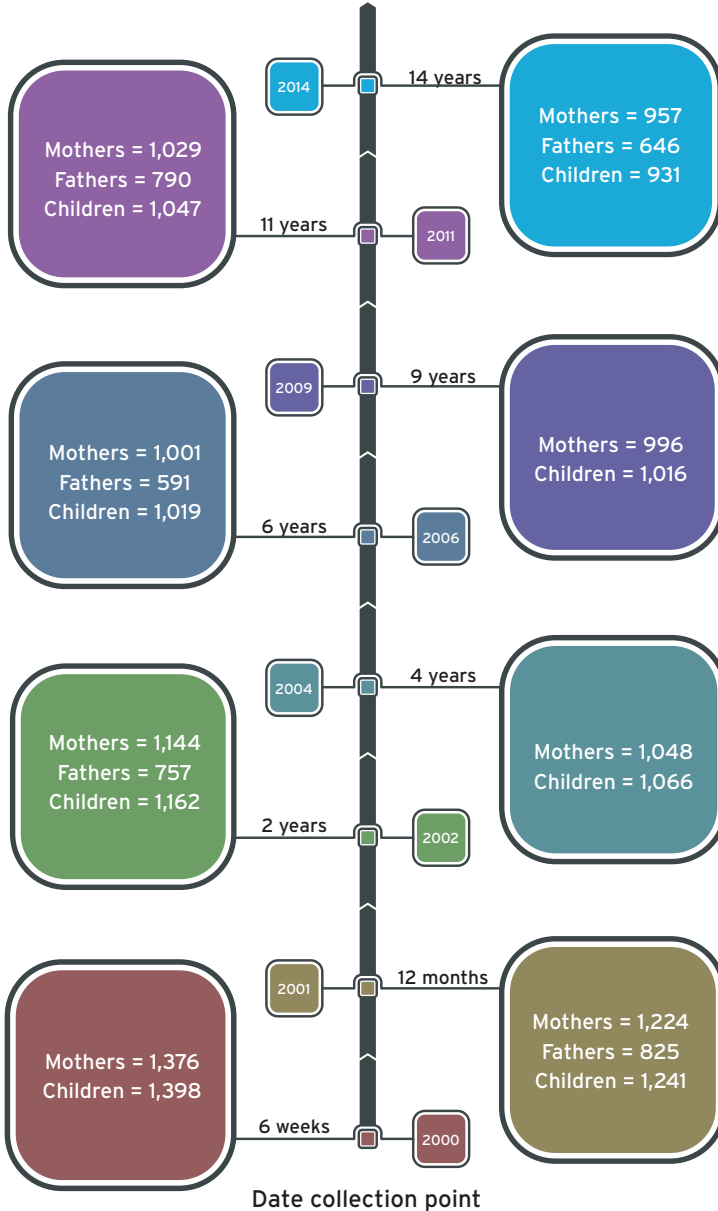 2014
14 years
Mothers = 957
Fathers = 646
Children = 931
Mothers = 1,029
Fathers = 790
Children = 1,047
11 years
2011
2009
9 years
Mothers = 996
Children = 1,016
Mothers = 1,001
Fathers = 591
Children = 1,019
6 years
2006
2004
4 years
Mothers = 1,048
Children = 1,066
Mothers = 1,144
Fathers = 757
Children = 1,162
2 years
2002
2001
12 months
Mothers = 1,224
Fathers = 825
Children = 1,241
Mothers = 1,376
Children = 1,398
6 weeks
2000
Date collection point